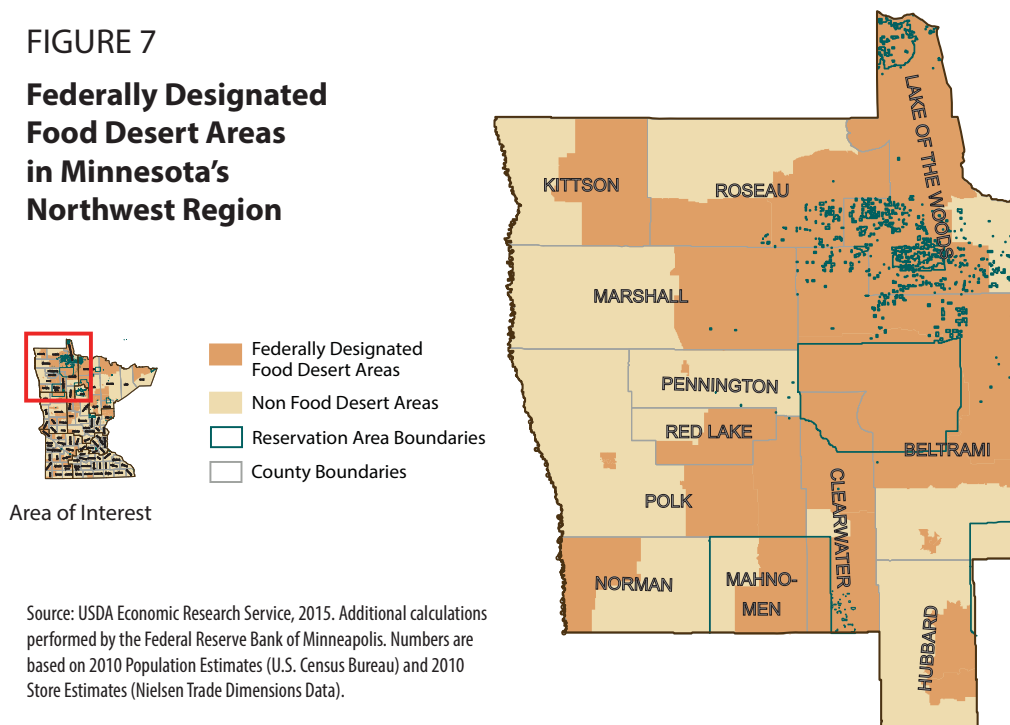 FIGURE 7
Federally Designated
Food Desert Areas
in Minnesota's
Northwest Region
KITTSON
ROSEAU
LAKE OF THE WOODS
MARSHALL
PENNINGTON
RED LAKE
BELTRAMI
POLK
CLEARWATER
NORMAN
MAHNO-
MEN
HUBBARD
Federally Designated
Food Desert Areas
Non Food Desert Areas
Reservation Area Boundaries
County Boundaries
Area of Interest
Source: USDA Economic Research Service, 2015. Additional calculations
performed by the Federal Reserve Bank of Minneapolis. Numbers are
based on 2010 Population Estimates (U.S. Census Bureau) and 2010
Store Estimates (Nielsen Trade Dimensions Data).